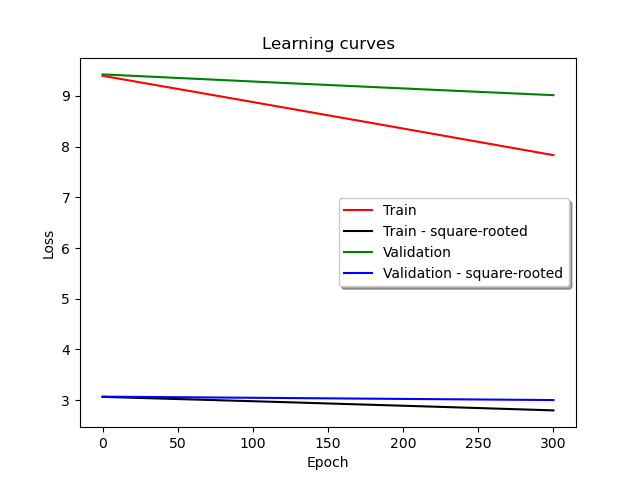 Learning curves
9
8
7
6
5
4
3
Loss
Train
Train - square-rooted
Validation
Validation - square-rooted
0 50 100 150 200 250 300
Epoch